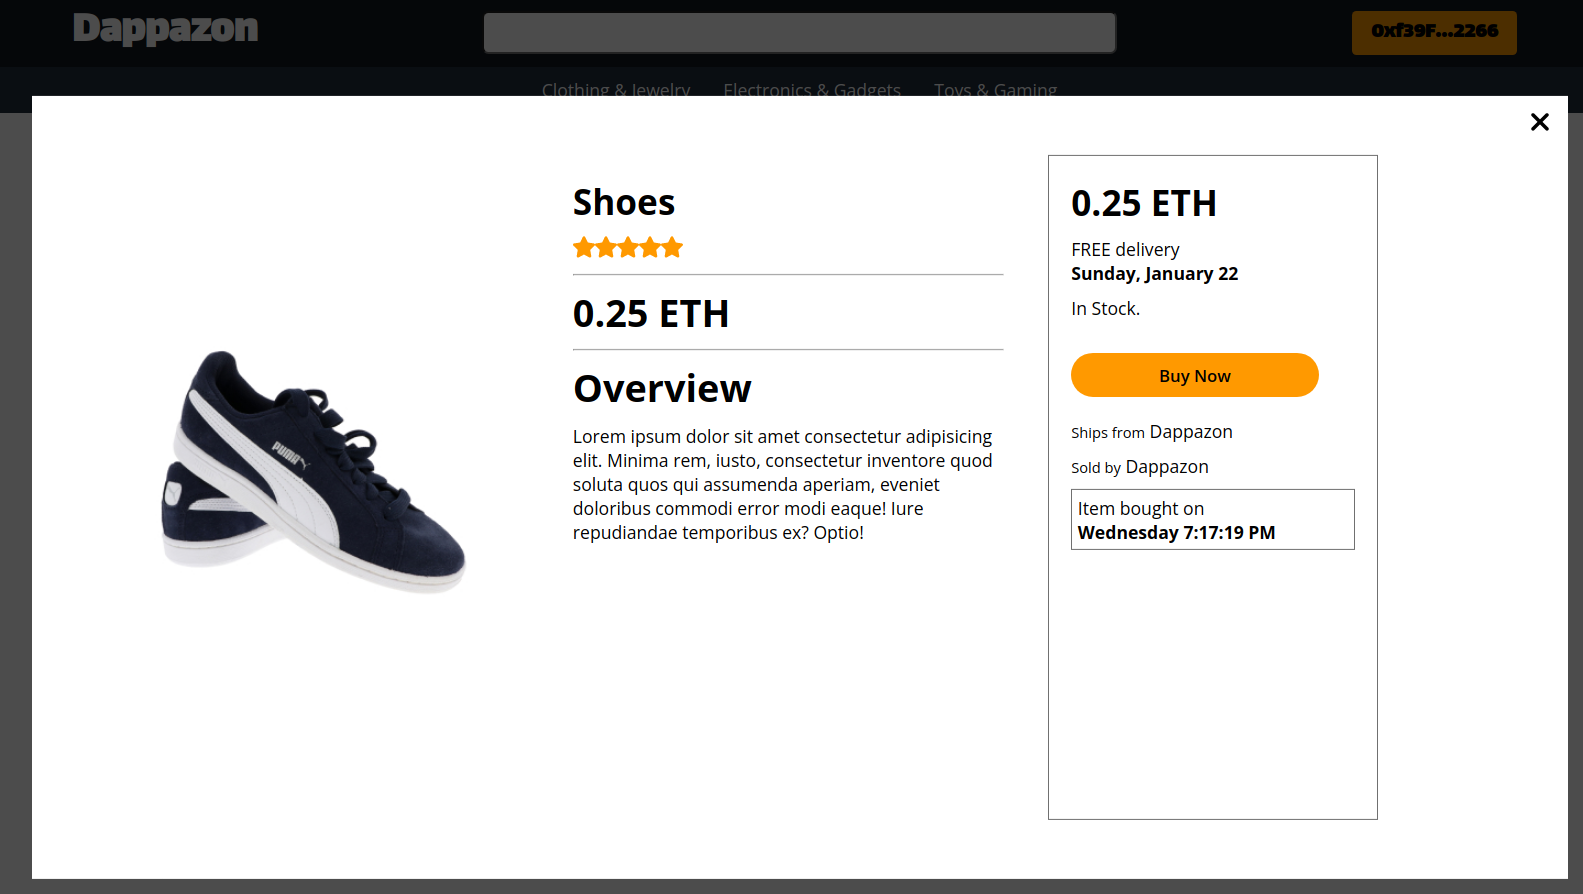 Dappazon
0xf39F...2266
Clothing & Jewelry Electronics & Gadgets Toys & Gaming
Shoes
0.25 ETH
Overview
Lorem ipsum dolor sit amet consectetur adipisicing
elit. Minima rem, iusto, consectetur inventore quod
soluta quos qui assumenda aperiam, eveniet
doloribus commodi error modi eaque! Iure
repudiandae temporibus ex? Optio!
PUMA
0.25 ETH
FREE delivery
Sunday, January 22
In Stock.
Buy Now
Ships from Dappazon
Sold by Dappazon
Item bought on
Wednesday 7:17:19 PM